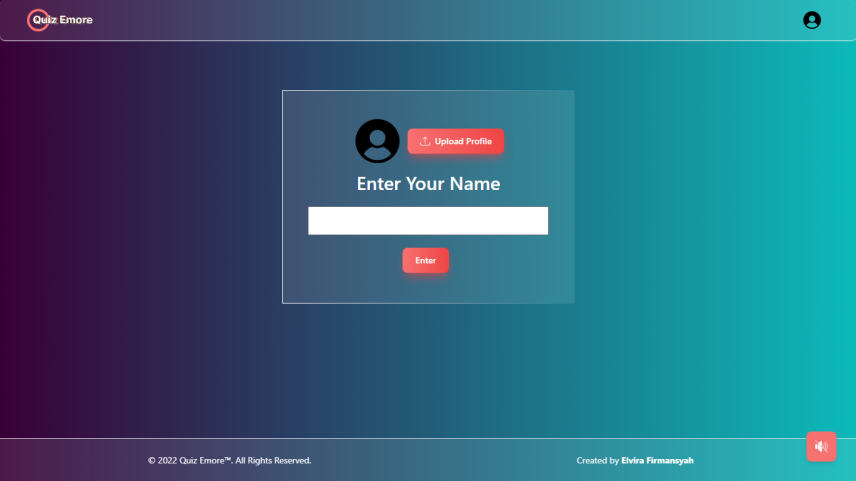 Quiz Emore
Upload Profile
Enter Your Name
Enter
© 2022 Quiz Emore™. All Rights Reserved.
Created by Elvira Firmansyah